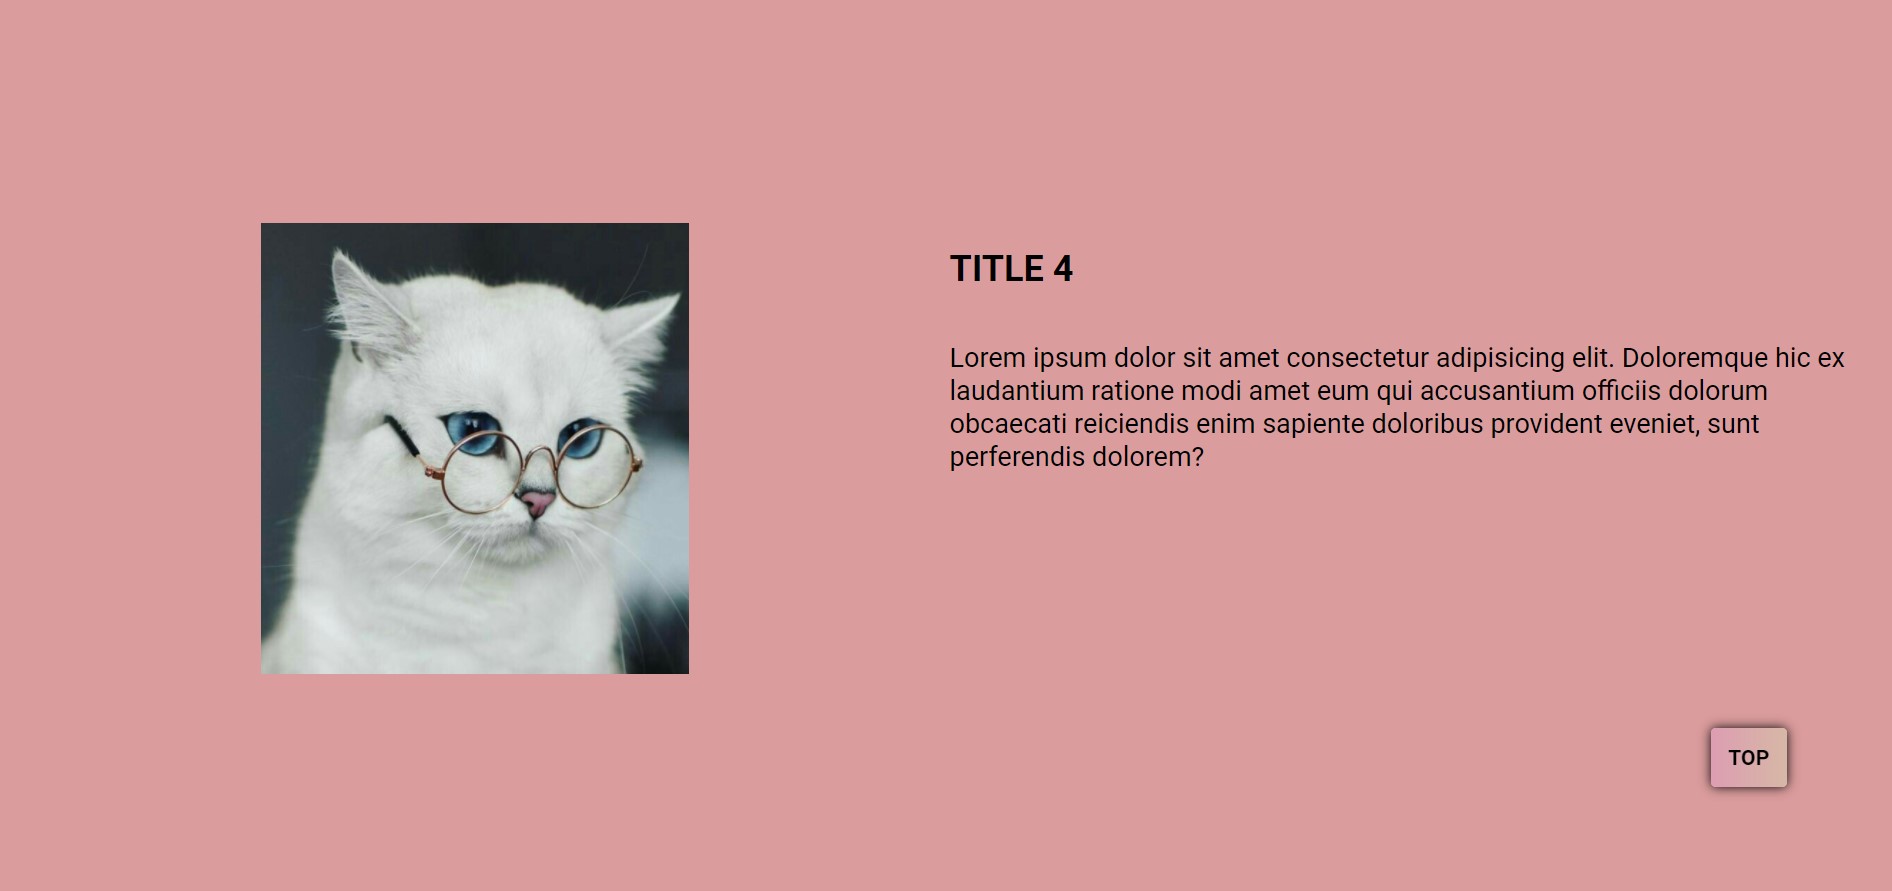 TITLE 4
Lorem ipsum dolor sit amet consectetur adipisicing elit. Doloremque hic ex
laudantium ratione modi amet eum qui accusantium officiis dolorum
obcaecati reiciendis enim sapiente doloribus provident eveniet, sunt
perferendis dolorem?
TOP